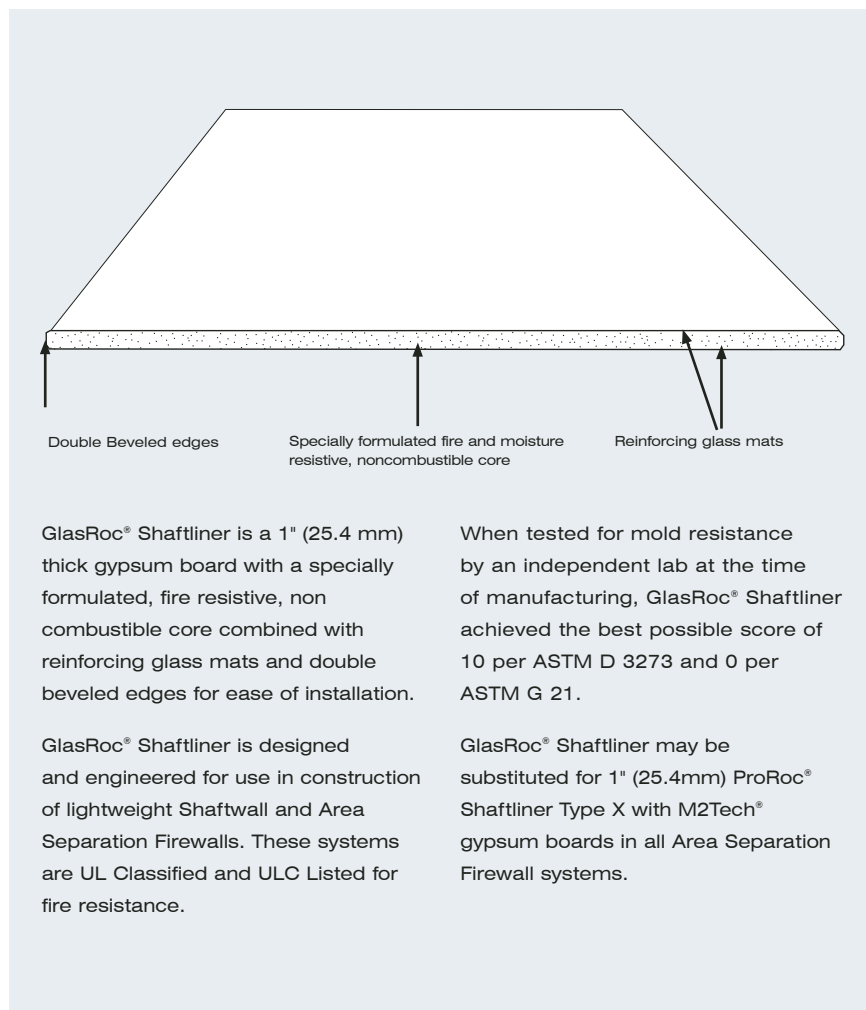 Double Beveled edges
Specially formulated fire and moisture
resistive, noncombustible core
Reinforcing glass mats
GlasRoc® Shaftliner is a 1" (25.4 mm)
thick gypsum board with a specially
formulated, fire resistive, non
combustible core combined with
reinforcing glass mats and double
beveled edges for ease of installation.
GlasRoc® Shaftliner is designed
and engineered for use in construction
of lightweight Shaftwall and Area
Separation Firewalls. These systems
are UL Classified and ULC Listed for
fire resistance.
When tested for mold resistance
by an independent lab at the time
of manufacturing, GlasRoc® Shaftliner
achieved the best possible score of
10 per ASTM D 3273 and 0 per
ASTM G 21.
GlasRoc® Shaftliner may be
substituted for 1" (25.4mm) ProRoc®
Shaftliner Type X with M2Tech®
gypsum boards in all Area Separation
Firewall systems.